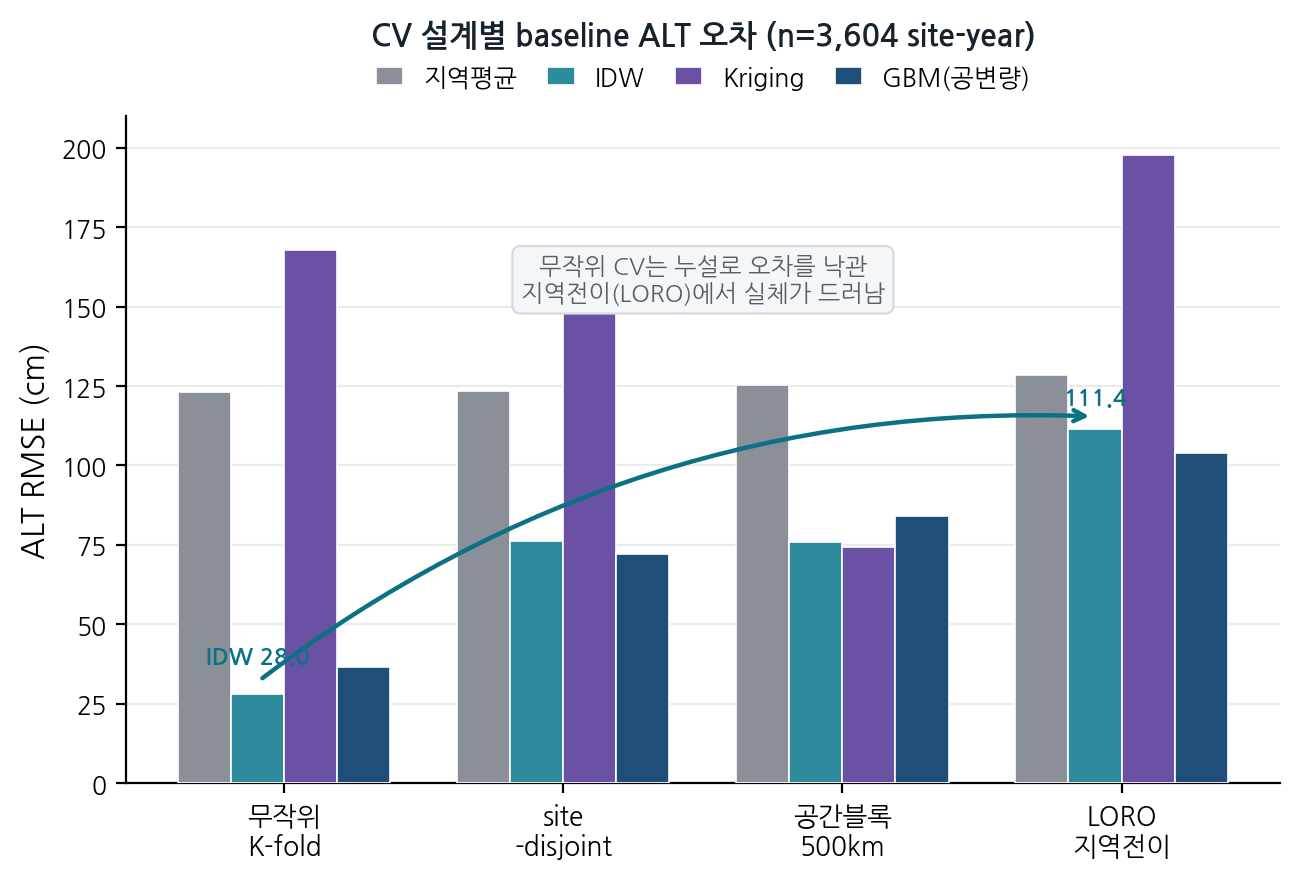 CV 설계별 baseline ALT 오차 (n=3,604 site-year)
지역평균 IDW Kriging GBM(공변량)
ALT RMSE (cm)
200
175
150
125
100
75
50
25
0
무작위 CV는 누설로 오차를 낙관
지역전이(LORO)에서 실체가 드러남
111.4
IDW 28.0
무작위
K-fold
site
-disjoint
공간블록
500km
LORO
지역전이